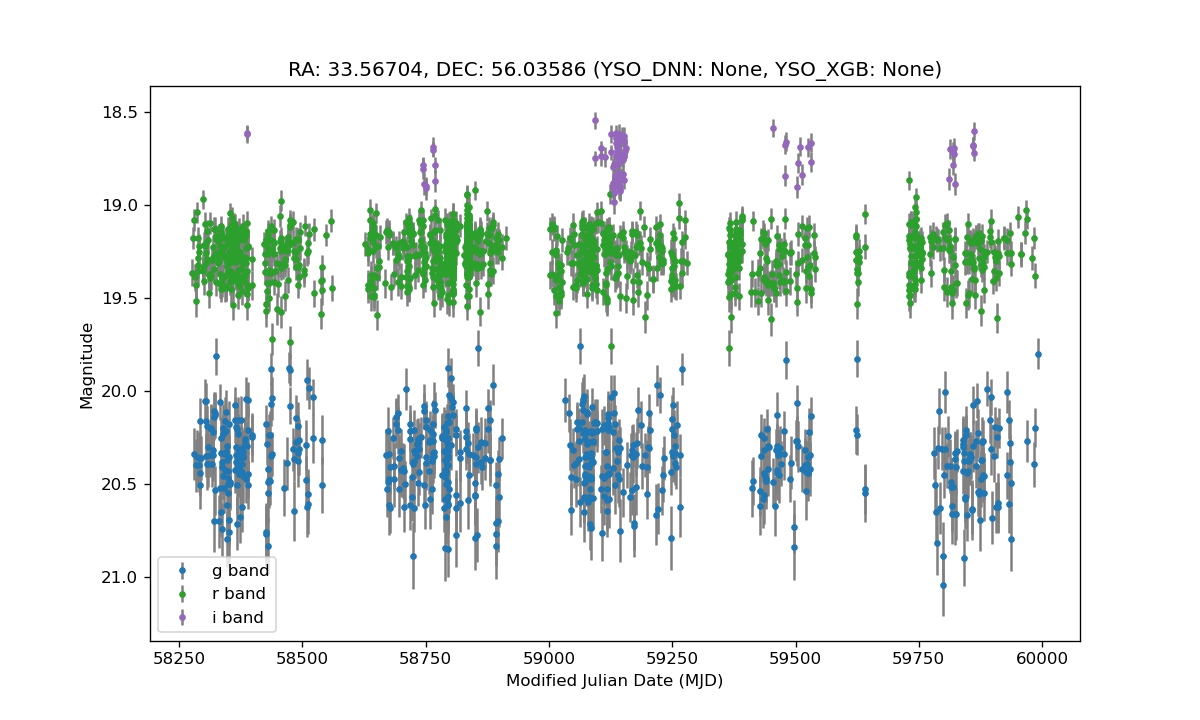 RA: 33.56704, DEC: 56.03586 (YSO_DNN: None, YSO_XGB: None)
18.5
19.0
19.5
20.0
20.5
21.0
Magnitude
g band
r band
i band
58250 58500 58750 59000 59250 59500 59750 60000
Modified Julian Date (MJD)